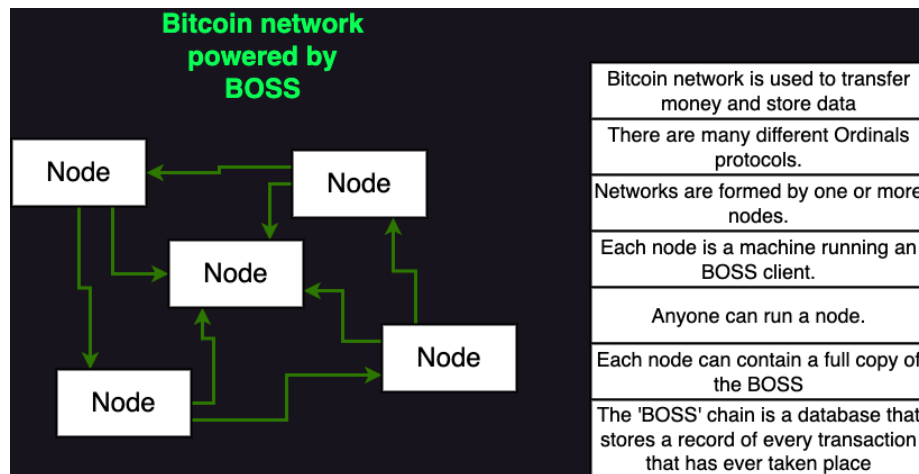 Bitcoin network
powered by
BOSS
Node
Node
Node
Node
Node
Bitcoin network is used to transfer
money and store data
There are many different Ordinals
protocols.
Networks are formed by one or more
nodes.
Each node is a machine running an
BOSS client.
Anyone can run a node.
Each node can contain a full copy of
the BOSS
The 'BOSS' chain is a database that
stores a record of every transaction
that has ever taken place